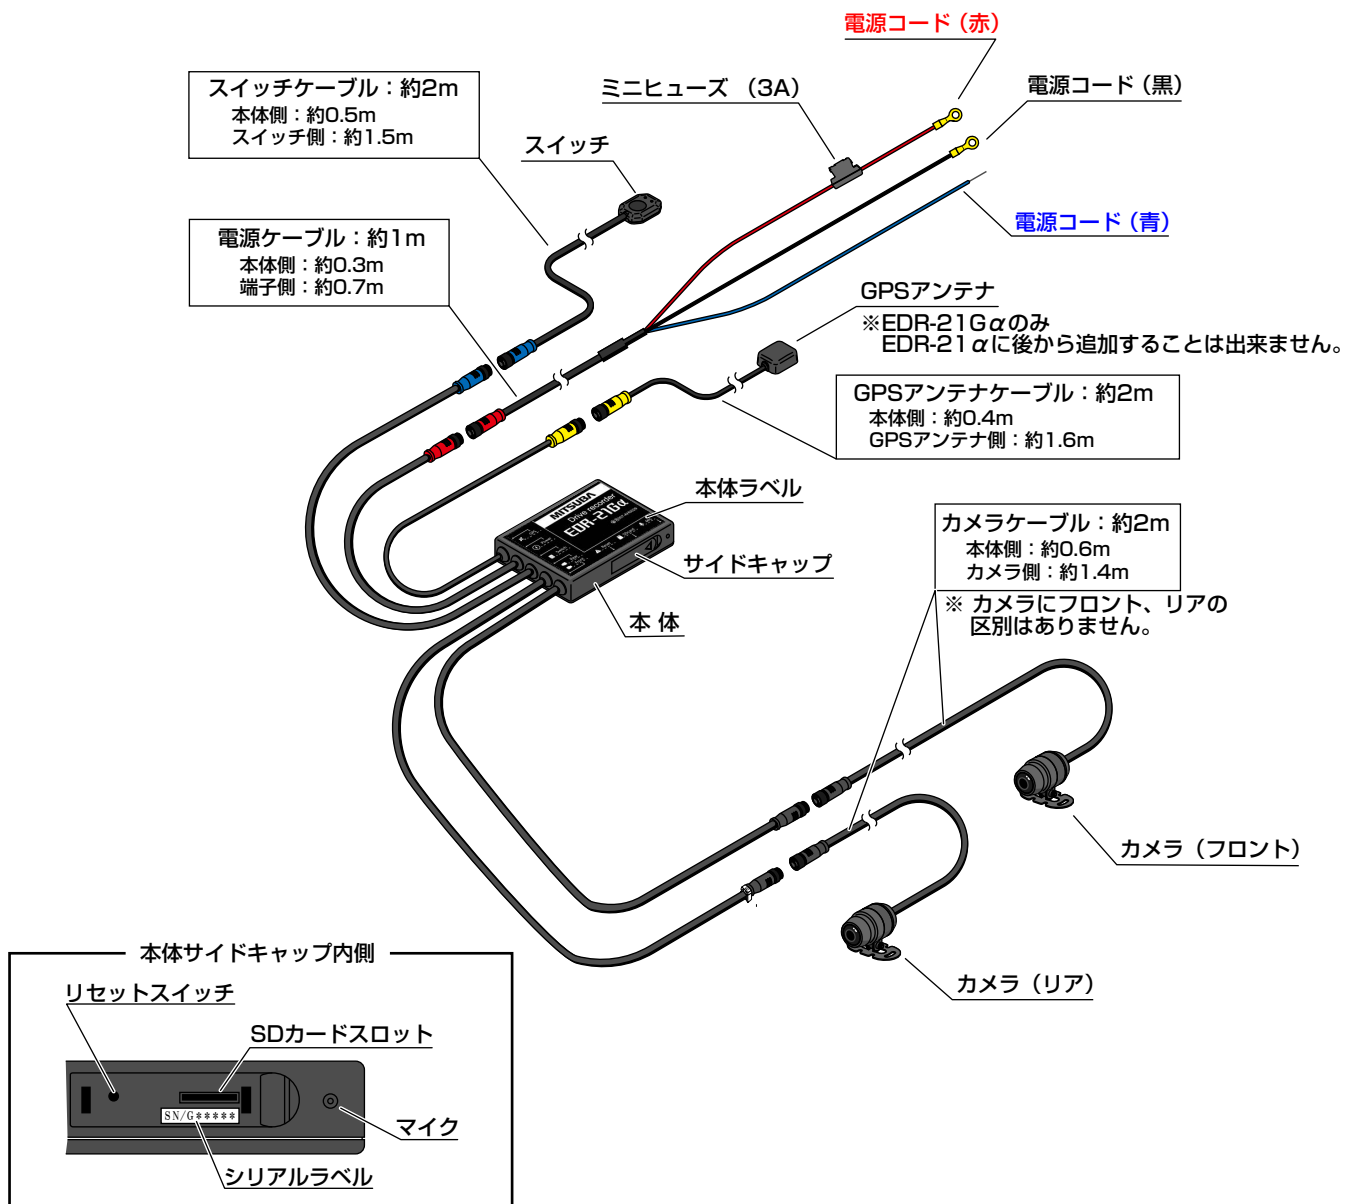 電源コード（赤）
ミニヒューズ （3A）
電源コード（黒）
スイッチケーブル：約2m
本体側：約0.5m
スイッチ側：約1.5m
スイッチ
電源コード（青）
電源ケーブル：約1m
本体側：約0.3m
端子側：約0.7m
GPSアンテナ
※EDR-21Gαのみ
EDR-21αに後から追加することは出来ません。
GPSアンテナケーブル：約2m
本体側：約0.4m
GPSアンテナ側：約1.6m
本体ラベル
MITSUBA
Drive recorder
EDR-21Gα
サイドキャップ
本 体
カメラケーブル：約2m
本体側：約0.6m
カメラ側：約1.4m
※ カメラにフロント、リアの
区別はありません。
カメラ（フロント）
カメラ（リア）
本体サイドキャップ内側
リセットスイッチ
SDカードスロット
SN/G*****
マイク
シリアルラベル